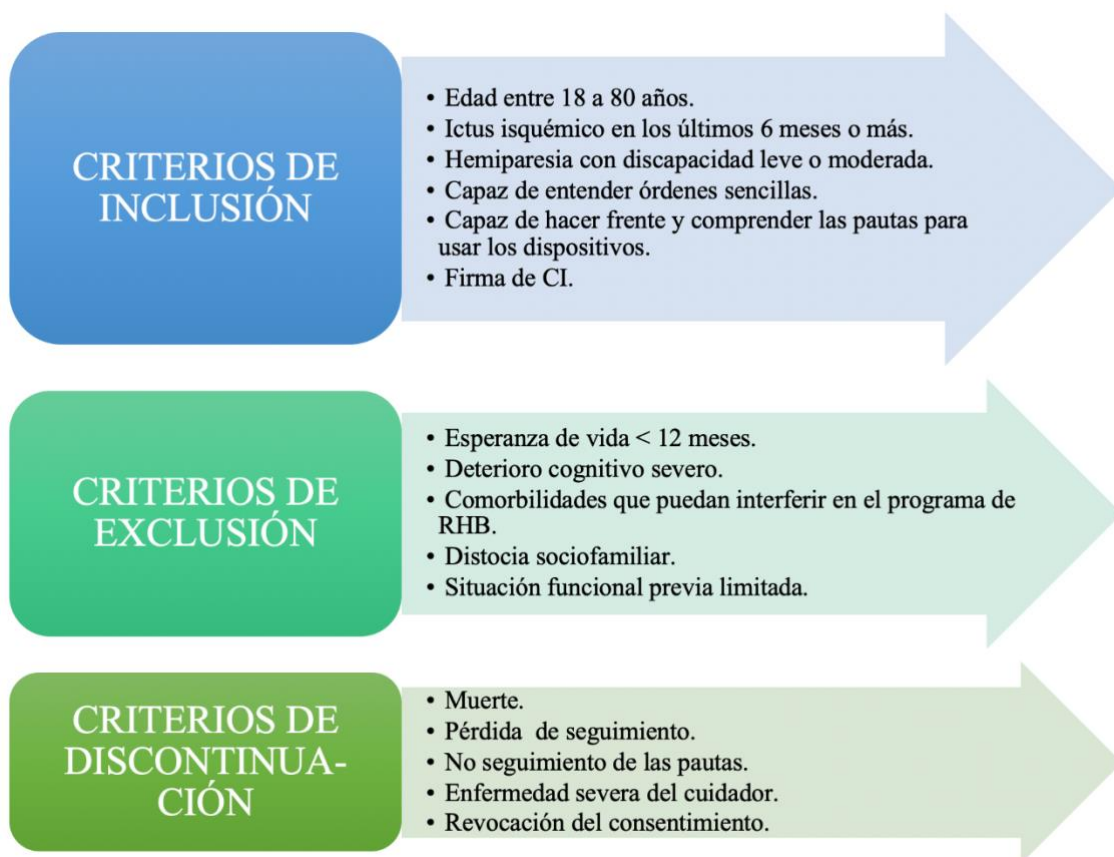 CRITERIOS DE
INCLUSIÓN
• Edad entre 18 a 80 años.
• Ictus isquémico en los últimos 6 meses o más.
• Hemiparesia con discapacidad leve o moderada.
• Capaz de entender órdenes sencillas.
• Capaz de hacer frente y comprender las pautas para
usar los dispositivos.
• Firma de CI.
CRITERIOS DE
EXCLUSIÓN
• Esperanza de vida < 12 meses.
• Deterioro cognitivo severo.
• Comorbilidades que puedan interferir en el programa de
RHB.
• Distocia sociofamiliar.
• Situación funcional previa limitada.
CRITERIOS DE
DISCONTINUA-
CIÓN
• Muerte.
• Pérdida de seguimiento.
• No seguimiento de las pautas.
• Enfermedad severa del cuidador.
• Revocación del consentimiento.